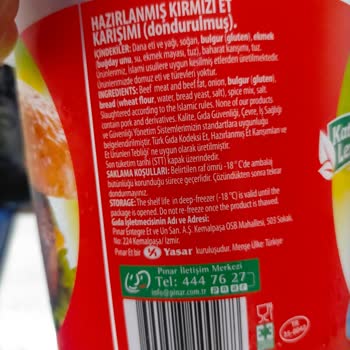 HAZIRLANMIŞ KIRMIZI ET
KARIŞIMI (dondurulmuş).
İÇİNDEKİLER: Dana eti ve yağı, soğan, bulgur (gluten), ekmek
(buğday unu, su, ekmek mayası, tuz), baharat karışımı, tuz.
Ürünlerimiz, İslami usullere uygun kesilmiş etlerden üretilmektedir.
Ürünlerimizde domuz eti ve türevleri yoktur.
INGREDIENTS: Beef meat and beef fat, onion, bulgur (gluten),
bread (wheat flour, water, bread yeast, salt), spice mix, salt.
Slaughtered according to the Islamic rules. None of our products
contain pork and derivatives. Kalite, Gıda Güvenliği, Çevre, İş Sağlığı
ve Güvenliği Yönetim Sistemlerimizin standartlara uygunluğu
belgelendirilmiştir. Türk Gıda Kodeksi Et, Hazırlanmış Et Karışımları ve
Et Ürünleri Tebliği'ne uygun olarak üretilmiştir.
Son tüketim tarihi (STT) kapak üzerindedir.
SAKLAMA KOŞULLARI: Belirtilen raf ömrü -18°C'de ambalaj
bütünlüğü korunduğu sürece geçerlidir. Çözündükten sonra tekrar
dondurmayınız.
STORAGE: The shelf life in deep-freezer (-18 °C) is valid until the
package is opened. Do not re-freeze once the product is thawed.
Gıda İşletmecisinin Adı ve Adresi:
Pınar Entegre Et ve Un San. A.Ş. Kemalpaşa OSB Mahallesi, 503 Sokak.
No: 224 Kemalpaşa/ İzmir.
Pınar Et bir Yaşar kuruluşudur. Menşe Ülke: Türkiye
Pınar İletişim Merkezi
Tel: 444 76 27
info@pinar.com.tr